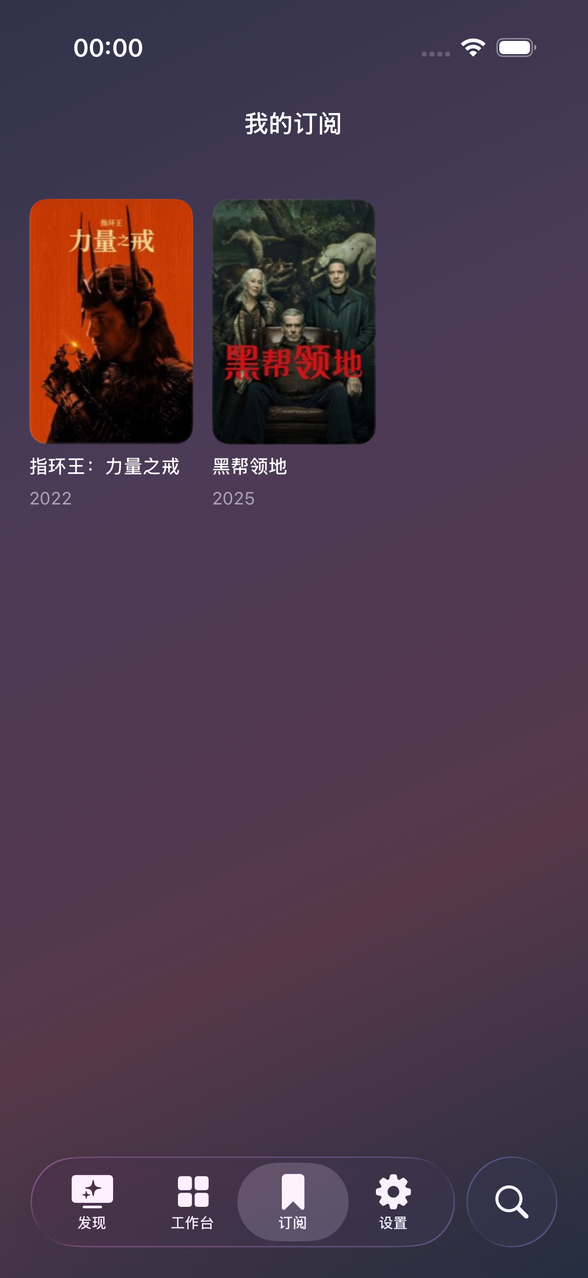 00:00
我的订阅
指环王
力量之戒
黑帮领地
指环王：力量之戒
黑帮领地
2022
2025
发现
工作台
订阅
设置